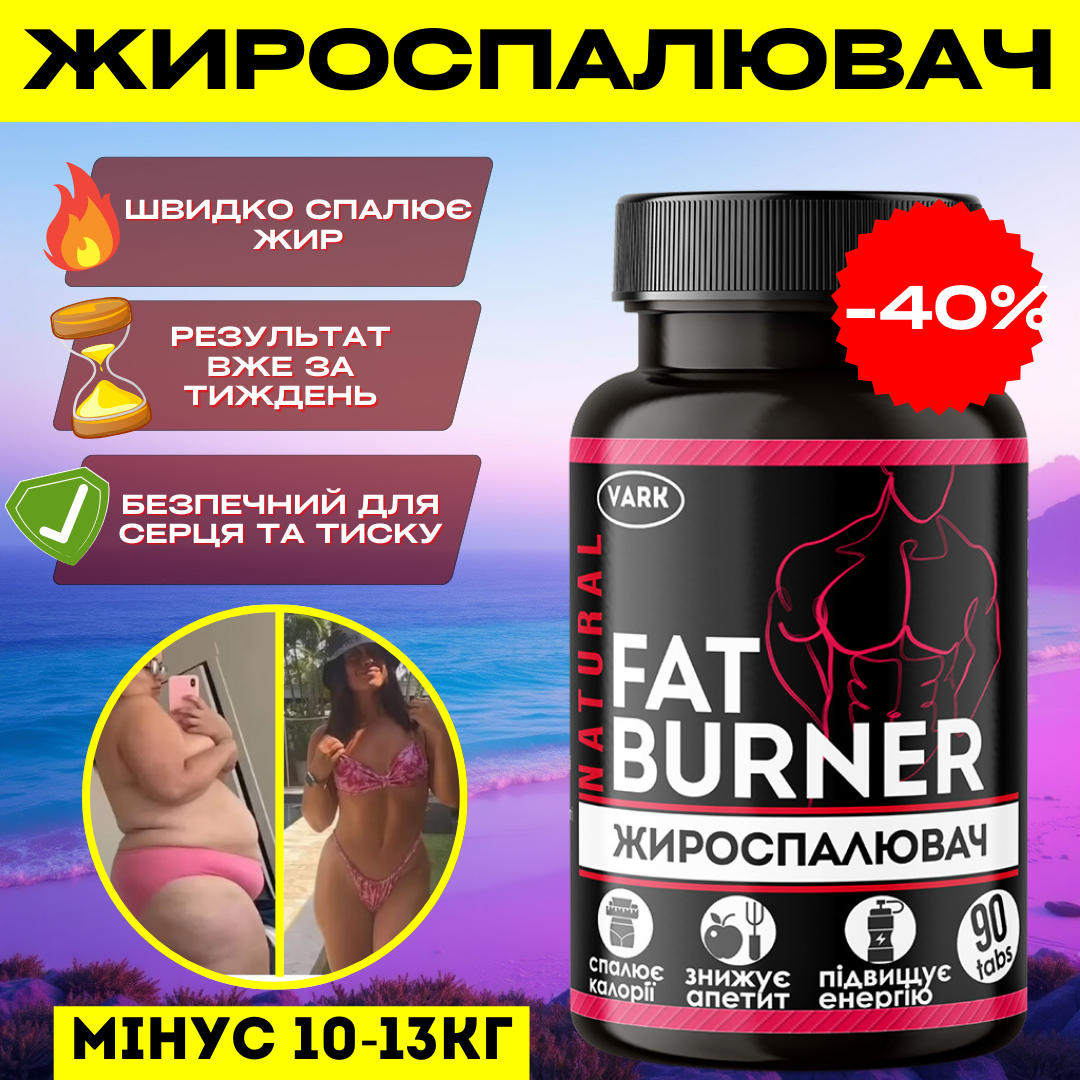 ЖИРОСПАЛЮВАЧ
ШВИДКО СПАЛЮЄ
ЖИР
РЕЗУЛЬТАТ
ВЖЕ ЗА
ТИЖДЕНЬ
БЕЗПЕЧНИЙ ДЛЯ
СЕРЦЯ ТА ТИСКУ
-40%
VARK
NATURAL
FAT
BURNER
ЖИРОСПАЛЮВАЧ
спалює
калорії
знижує
апетит
підвищує
енергію
90
tabs
МІНУС 10-13КГ